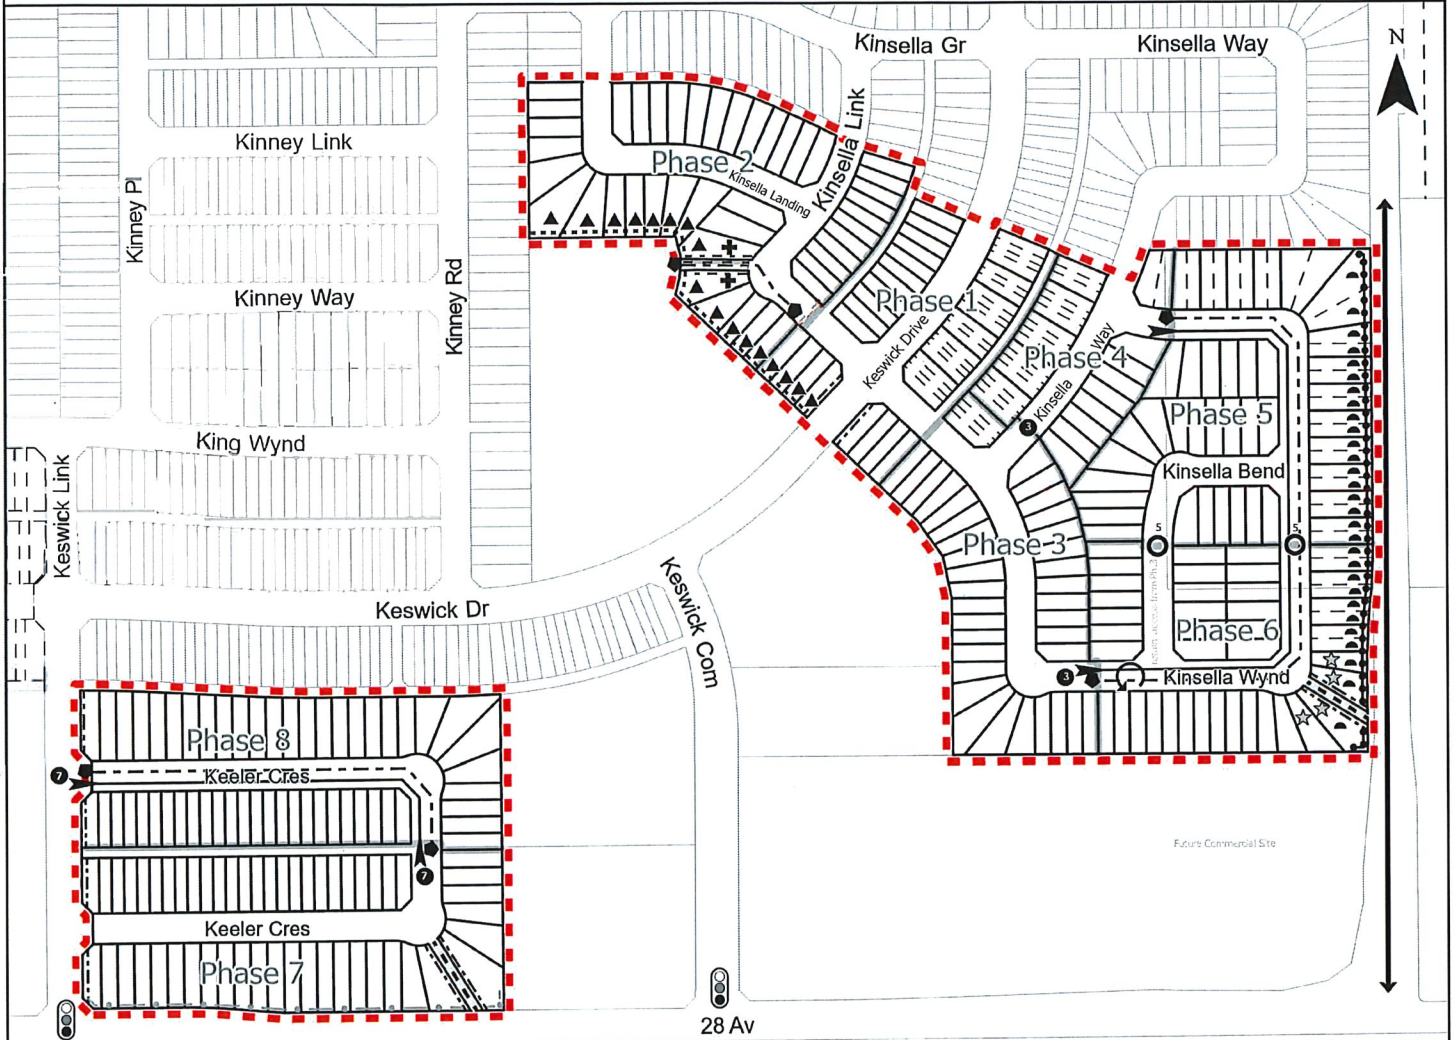 Kinsella Gr
Kinsella Way
N
Kinney Link
Kinsella Link
Phase 2
Kinsella Landing
Kinney Pl
Kinney Way
Kinney Rd
Phase 1
Keswick Drive
Phase 4
Kinsella Way
3
Phase 5
King Wynd
Kinsella Bend
Keswick Link
Phase 3
5
5
Keswick Dr
Keswick Com
Phase 6
3
Kinsella Wynd
Phase 8
7
Keeler Cres
Future Commercial Site
7
Keeler Cres
Phase 7
28 Av